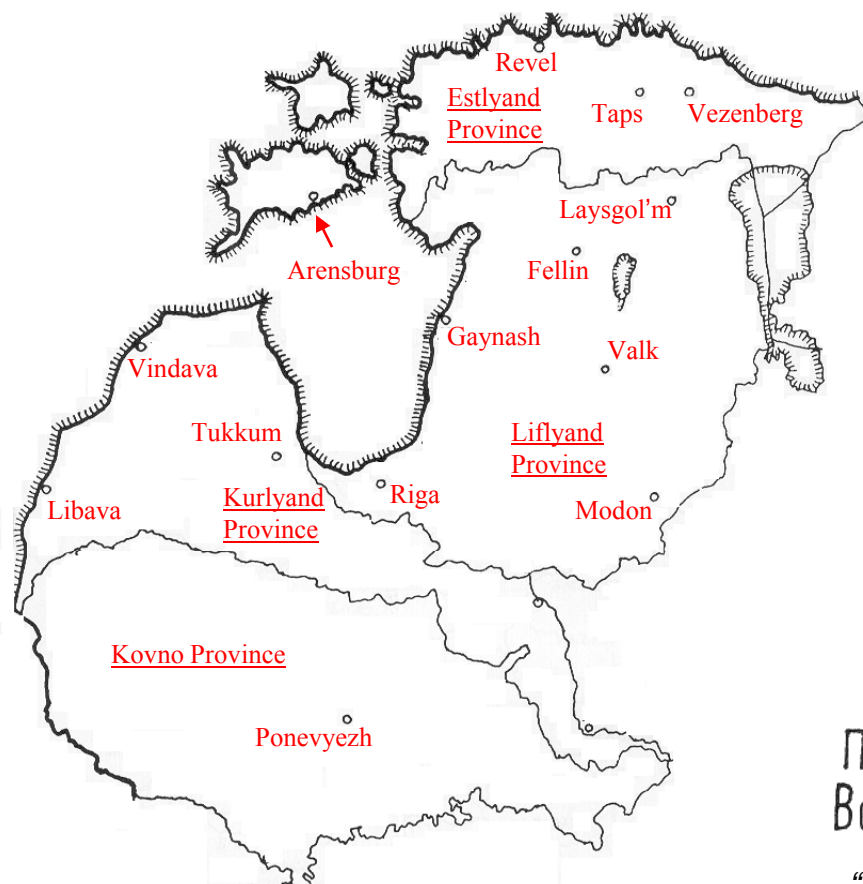 Revel
Estlyand
Province
Taps
Vezenberg
Laysgol'm
Arensburg
Fellin
Gaynash
Valk
Vindava
Tukkum
Liflyand
Province
Libava
Kurlyand
Province
Riga
Modon
Kovno Province
Ponevyezh
“